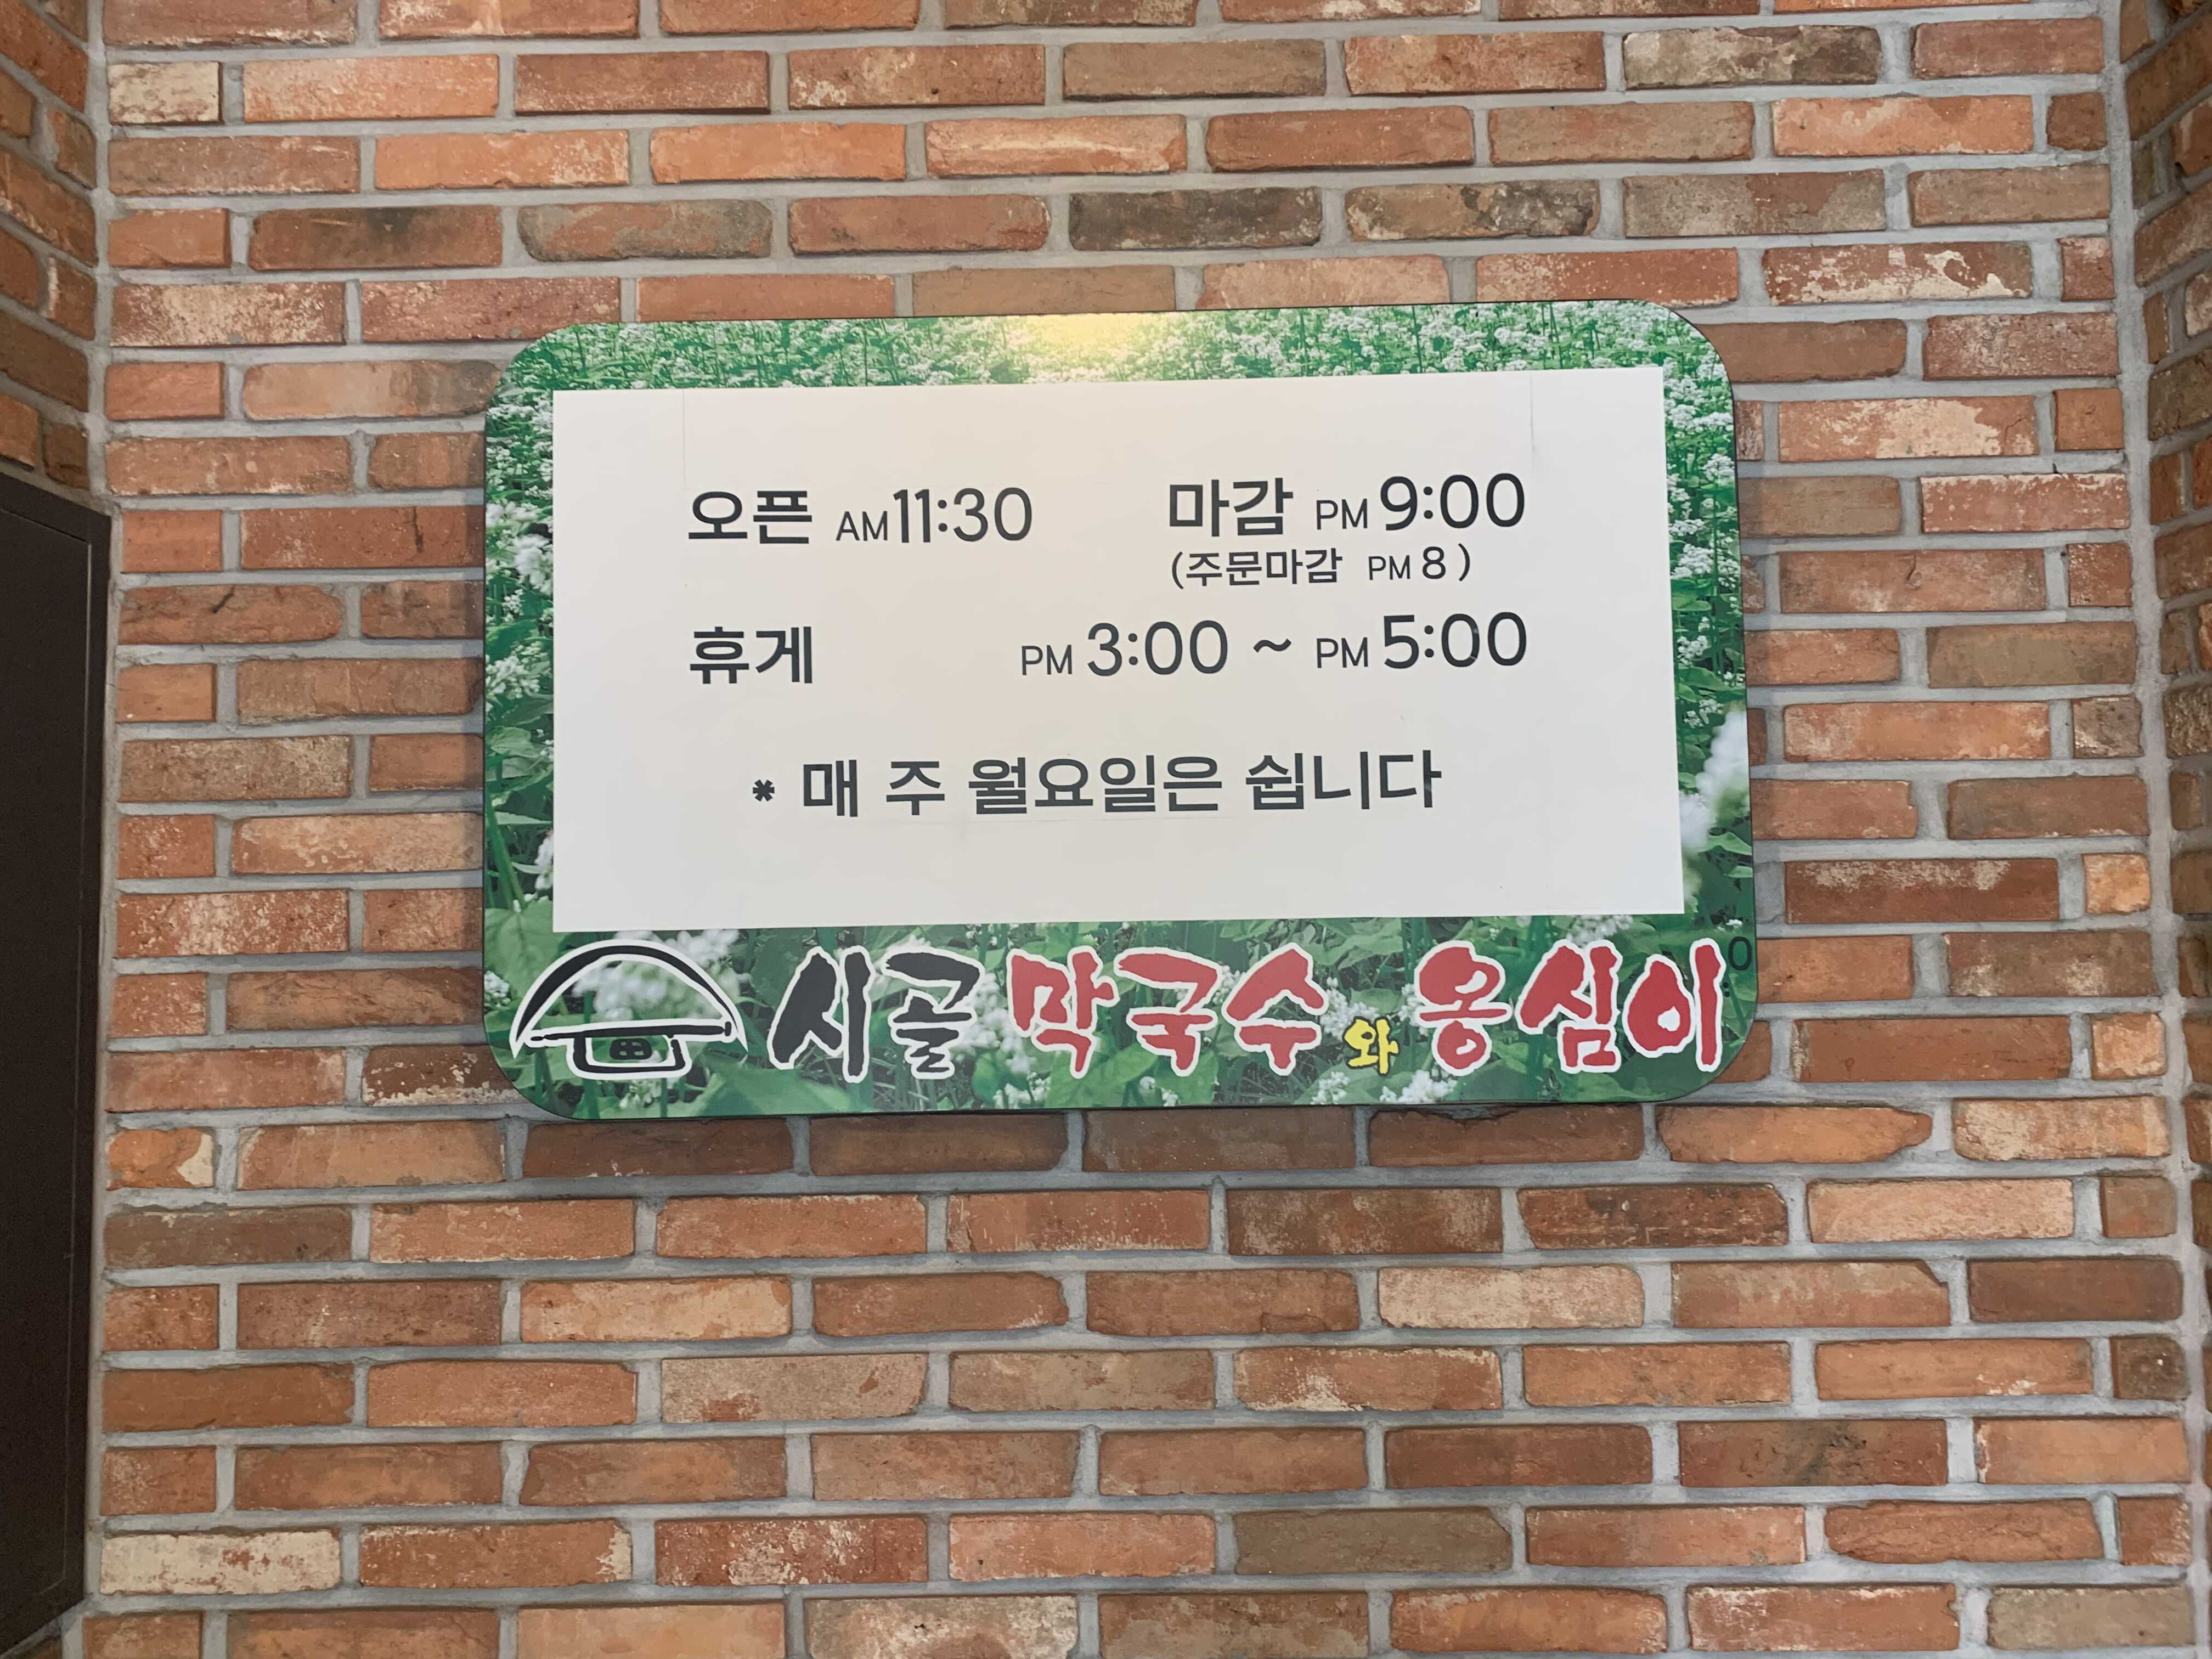 오픈 AM 11:30 마감 PM 9:00
(주문마감 PM 8)
휴게 PM 3:00 ~ PM 5:00
* 매 주 월요일은 쉽니다
시골막국수와옹심이